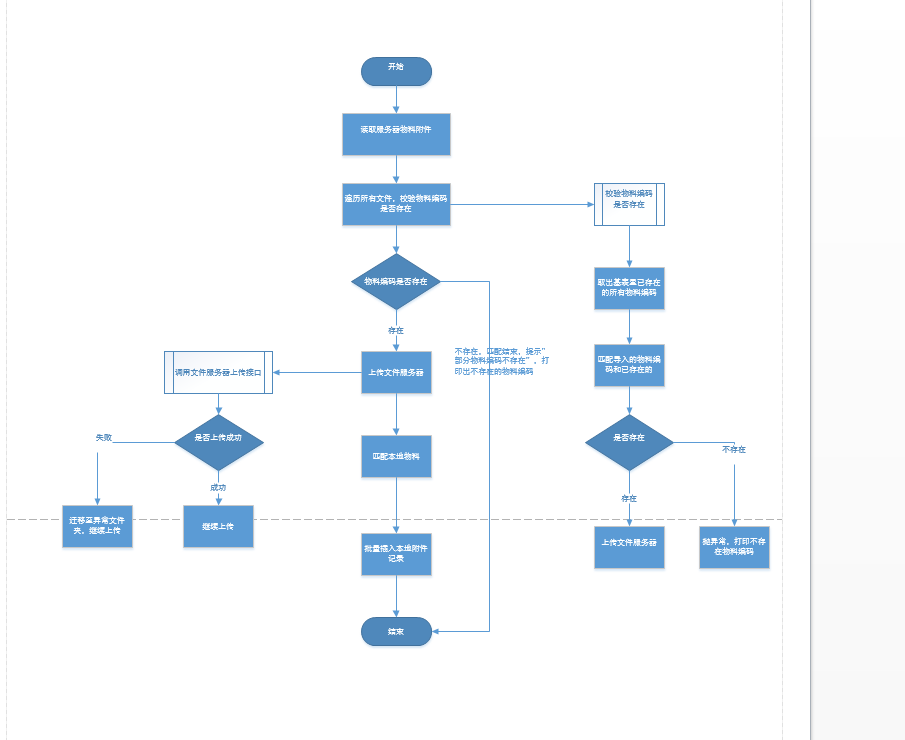 开始
读取服务器物料附件
遍历所有文件，校验物料编码
是否存在
校验物料编码
是否存在
物料编码是否存在
取出基表里已存在
的所有物料编码
存在
不存在，匹配结束，提示"
部分物料编码不存在"，打
印出不存在的物料编码
匹配导入的物料编
码和已存在的
调用文件服务器上传接口
上传文件服务器
失败
是否上传成功
是否存在
不存在
匹配本地物料
成功
存在
迁移至异常文件
夹，继续上传
继续上传
批量插入本地附件
记录
上传文件服务器
抛异常，打印不存
在物料编码
结束